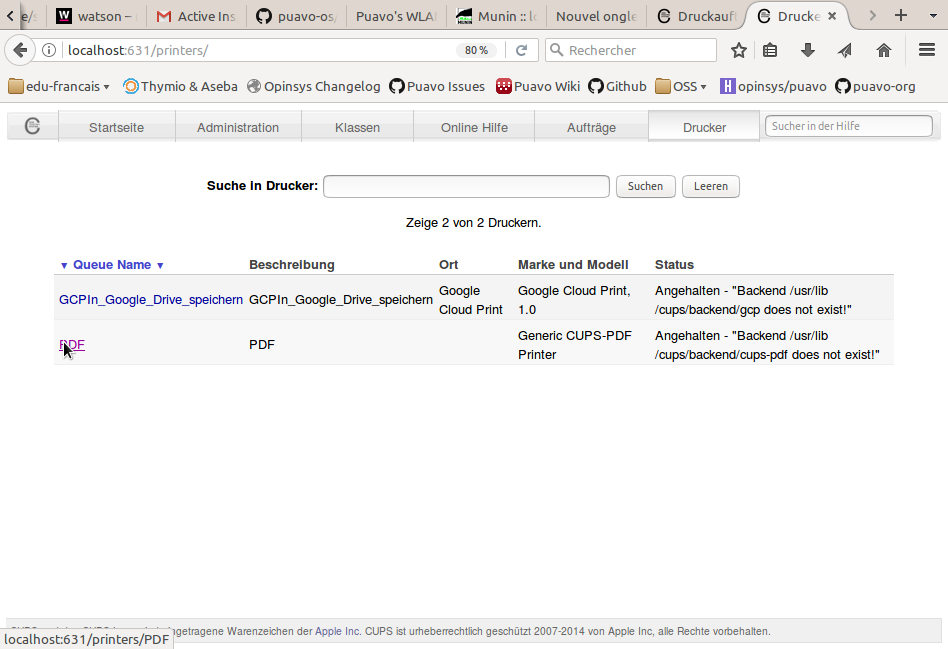 e/s
watson –
Active Ins
puavo-os,
Puavo's WLA
Munin :: lo
Nouvel ongle
Druckauft
Drucke
localhost:631/printers/
80 %
Rechercher
edu-francais
Thymio & Aseba
Opinsys Changelog
Puavo Issues
Puavo Wiki
Github
OSS
opinsys/puavo
puavo-org
Startseite
Administration
Klassen
Online Hilfe
Aufträge
Drucker
Sucher in der Hilfe
Suche in Drucker:
Suchen
Leeren
Zeige 2 von 2 Druckern.
▼ Queue Name ▼
Beschreibung
Ort
Marke und Modell
Status
GCPIn_Google_Drive_speichern
GCPIn_Google_Drive_speichern
Google
Cloud Print
Google Cloud Print,
1.0
Angehalten - "Backend /usr/lib
/cups/backend/gcp does not exist!"
PDF
PDF
Generic CUPS-PDF
Printer
Angehalten - "Backend /usr/lib
/cups/backend/cups-pdf does not exist!"
ngetragene Warenzeichen der Apple Inc. CUPS ist urheberrechtlich geschützt 2007-2014 von Apple Inc, alle Rechte vorbehalten.
localhost:631/printers/PDF